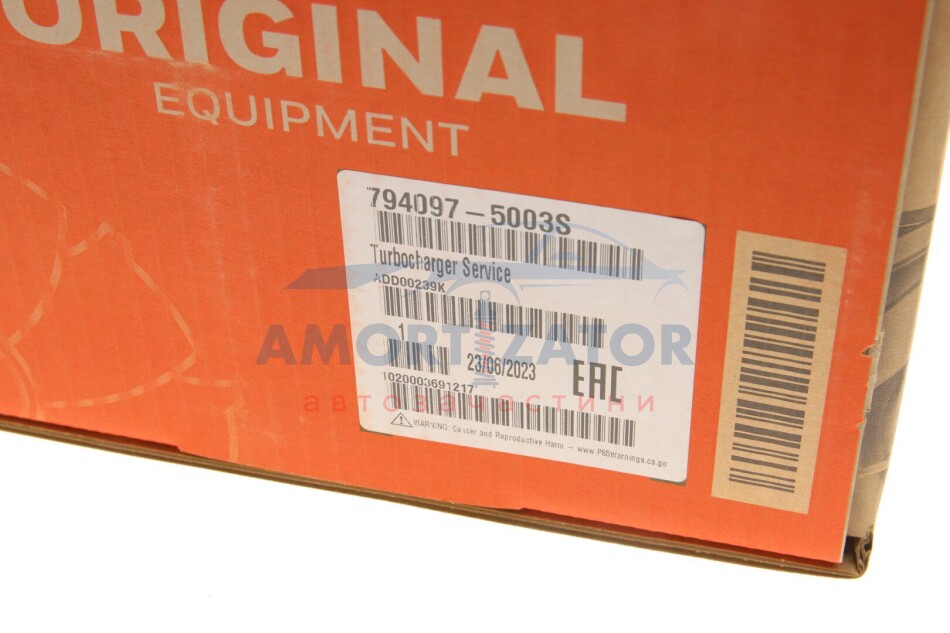 ORIGINAL
EQUIPMENT
794097-5003S
Turbocharger Service
ADD00239K
1
23/06/2023
EAC
1020003691217
WARNING: Cancer and Reproductive Harm - www.P65Warnings.ca.gov
AMORTIZATOR
автозапчастини